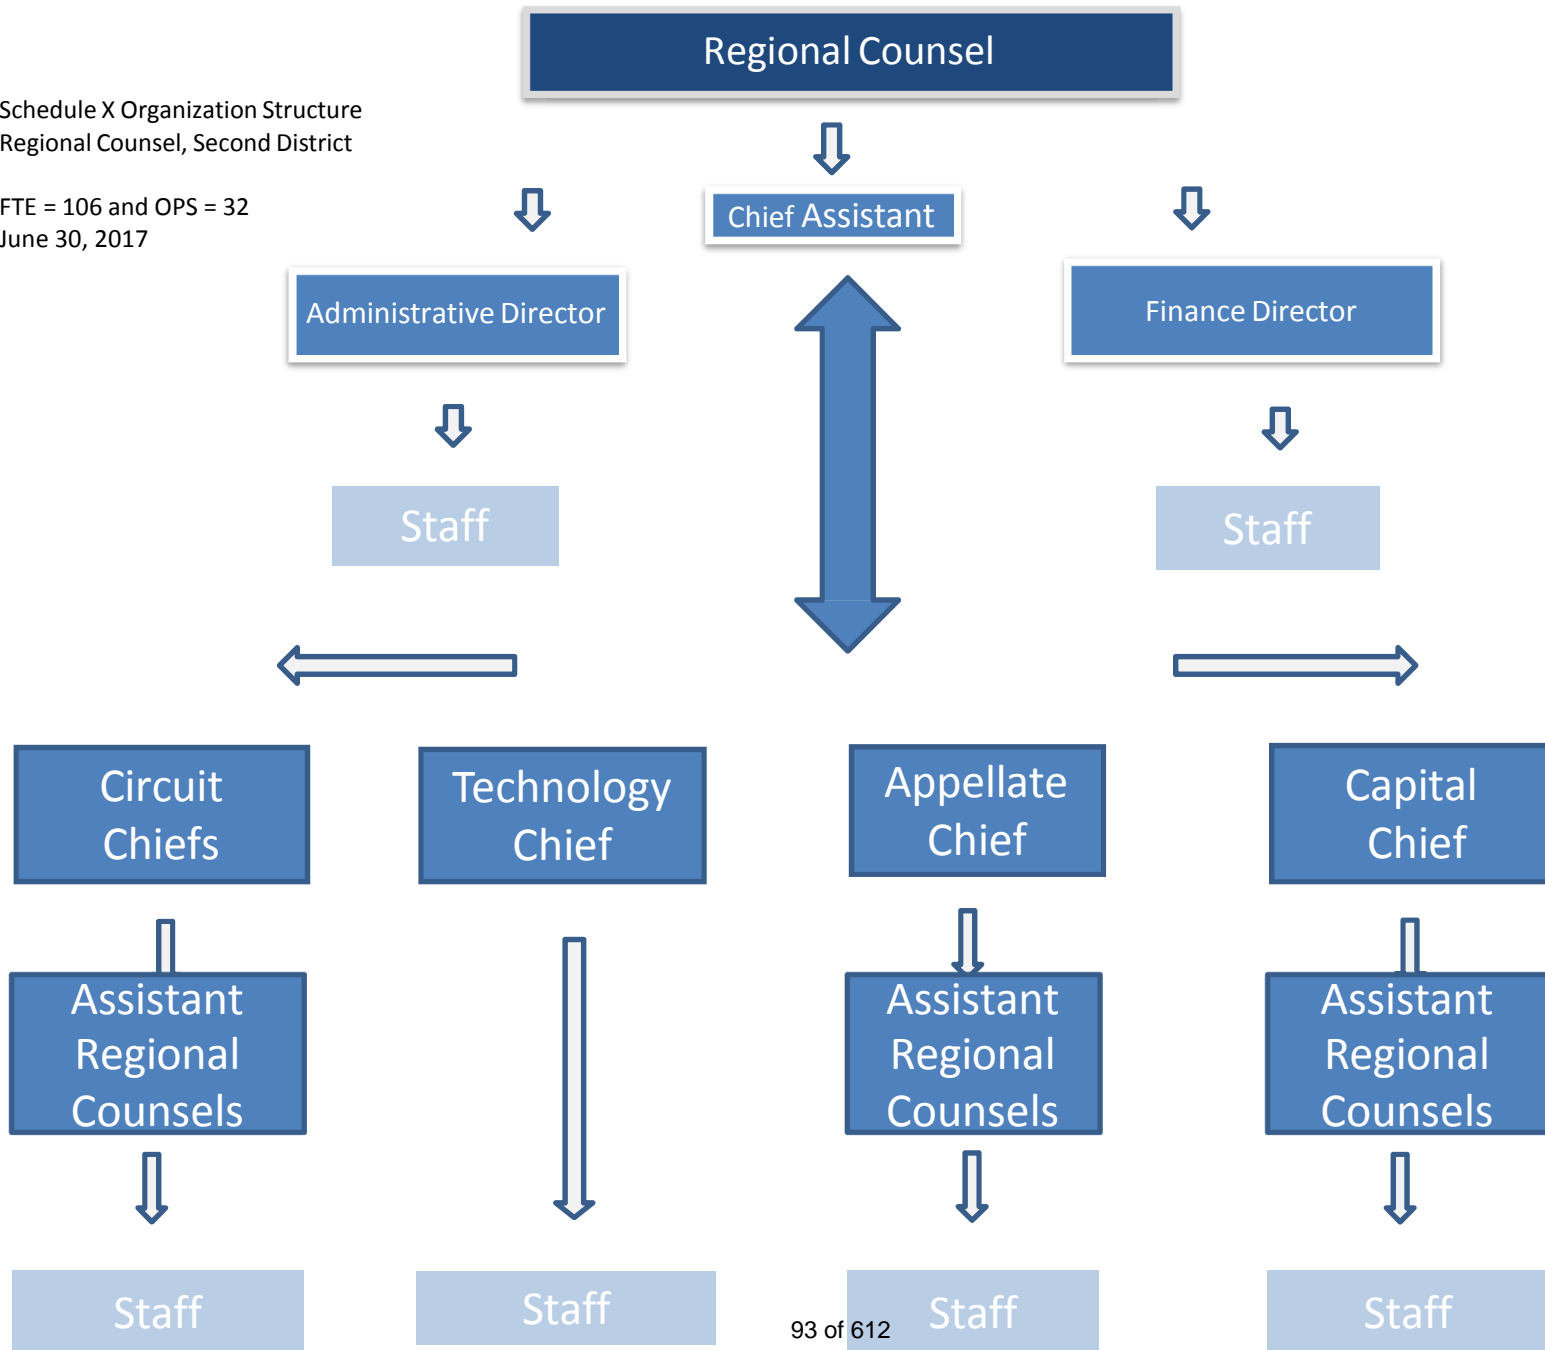 Regional Counsel
Schedule X Organization Structure
Regional Counsel, Second District
FTE = 106 and OPS = 32
June 30, 2017
Chief Assistant
Administrative Director
Finance Director
Staff
Staff
Circuit
Chiefs
Technology
Chief
Appellate
Chief
Capital
Chief
Assistant
Regional
Counsels
Assistant
Regional
Counsels
Assistant
Regional
Counsels
Staff
Staff
Staff
Staff
93 of 612